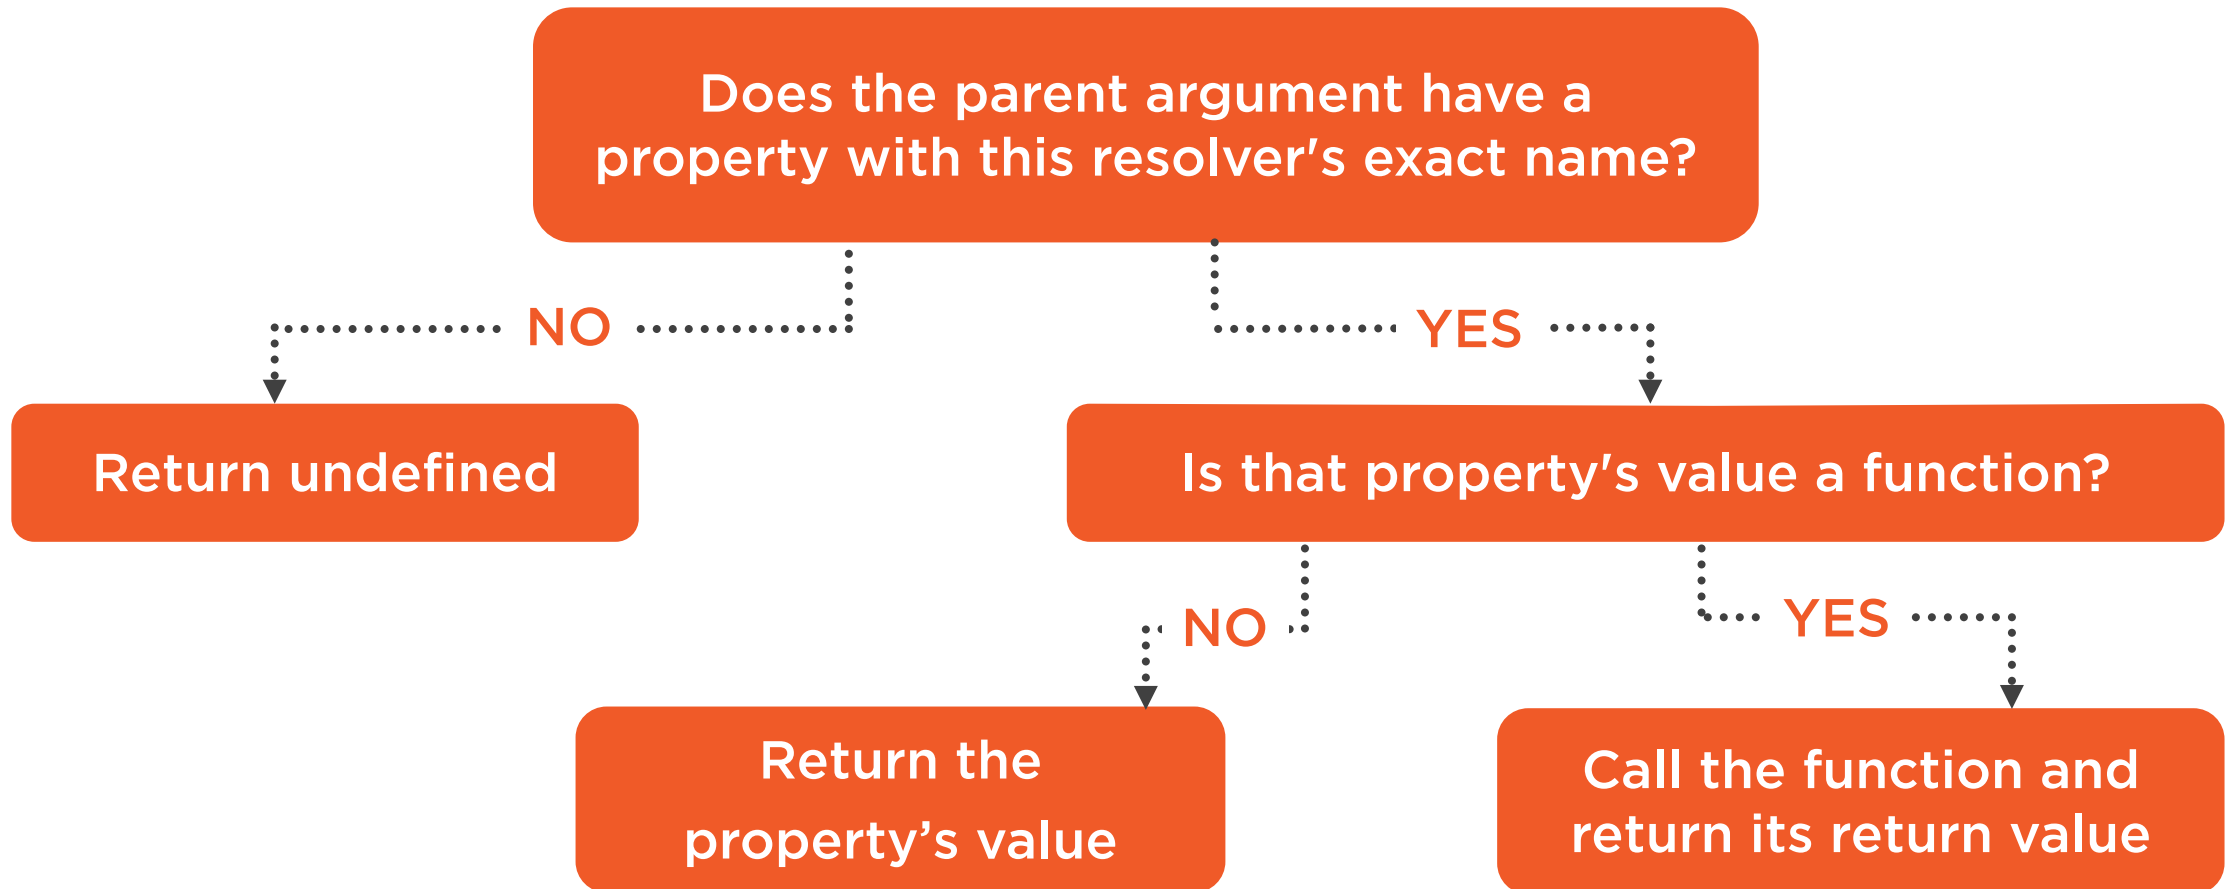 Does the parent argument have a
property with this resolver's exact name?
NO
YES
Return undefined
Is that property's value a function?
NO
YES
Return the
property’s value
Call the function and
return its return value